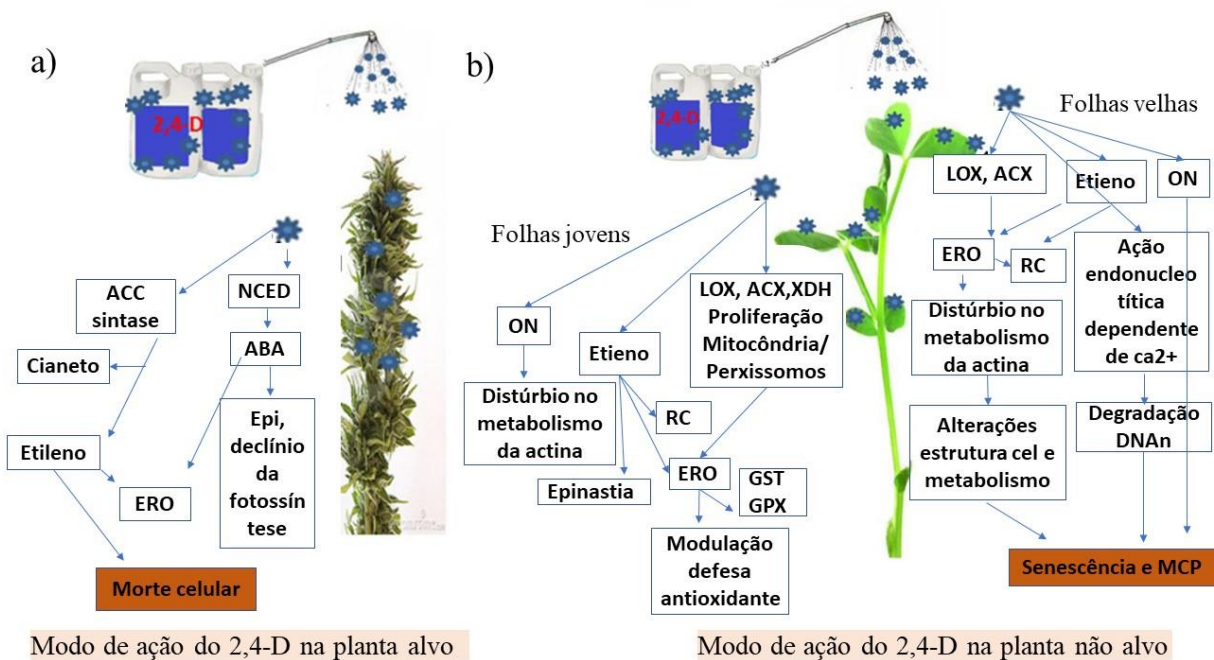 a)
2,4-D
ACC
sintase
NCED
Cianeto
ABA
Etileno
ERO
Epi,
declínio
da
fotossín
tese
Morte celular
Modo de ação do 2,4-D na planta alvo
b)
2,4-D
Folhas jovens
ON
Etieno
LOX, ACX,XDH
Proliferação
Mitocôndria/
Perxissomos
Distúrbio no
metabolismo
da actina
RC
Epinastia
ERO
GST
GPX
Modulação
defesa
antioxidante
Folhas velhas
LOX, ACX
Etieno
ON
ERO
RC
Ação
endonucleo
títica
dependente
de ca2+
Distúrbio no
metabolismo
da actina
Degradação
DNAn
Alterações
estrutura cel e
metabolismo
Senescência e MCP
Modo de ação do 2,4-D na planta não alvo